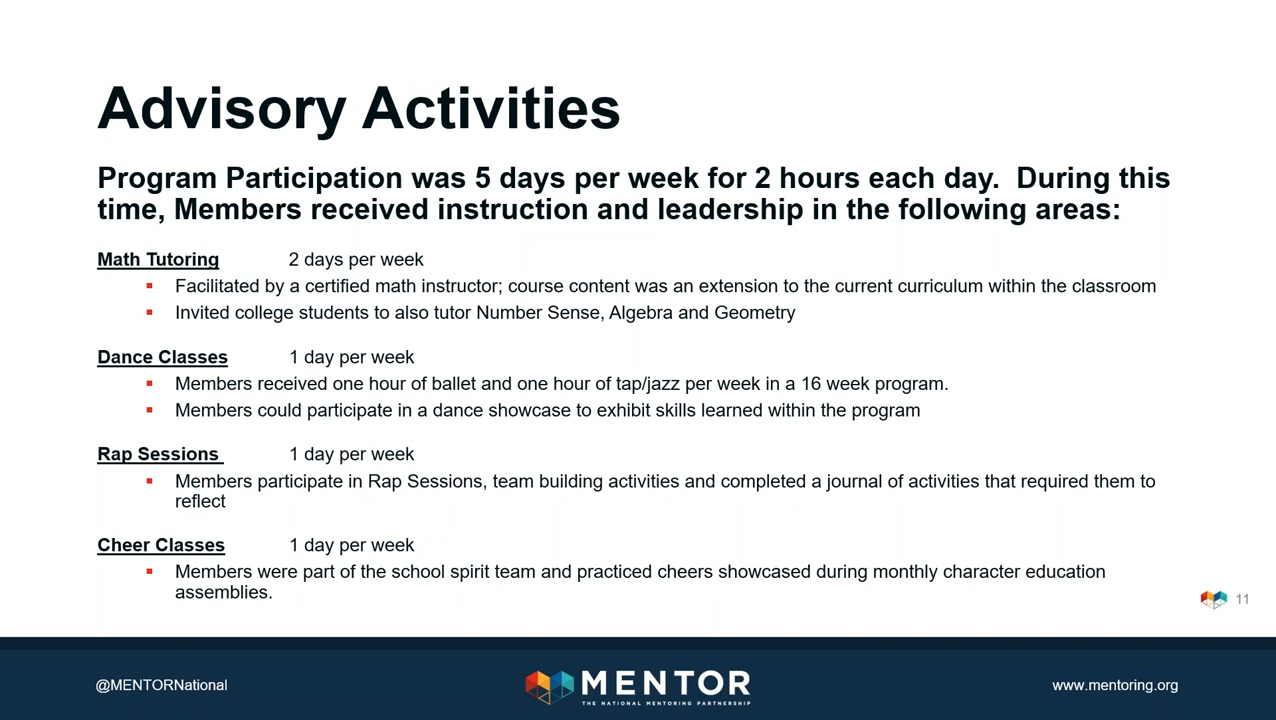 Advisory Activities
Program Participation was 5 days per week for 2 hours each day.  During this
time, Members received instruction and leadership in the following areas:
Math Tutoring 2 days per week
▪ Facilitated by a certified math instructor; course content was an extension to the current curriculum within the classroom
▪ Invited college students to also tutor Number Sense, Algebra and Geometry
Dance Classes 1 day per week
▪ Members received one hour of ballet and one hour of tap/jazz per week in a 16 week program.
▪ Members could participate in a dance showcase to exhibit skills learned within the program
Rap Sessions 1 day per week
▪ Members participate in Rap Sessions, team building activities and completed a journal of activities that required them to
reflect
Cheer Classes 1 day per week
▪ Members were part of the school spirit team and practiced cheers showcased during monthly character education
assemblies.
11
@MENTORNational
MENTOR
THE NATIONAL MENTORING PARTNERSHIP
www.mentoring.org